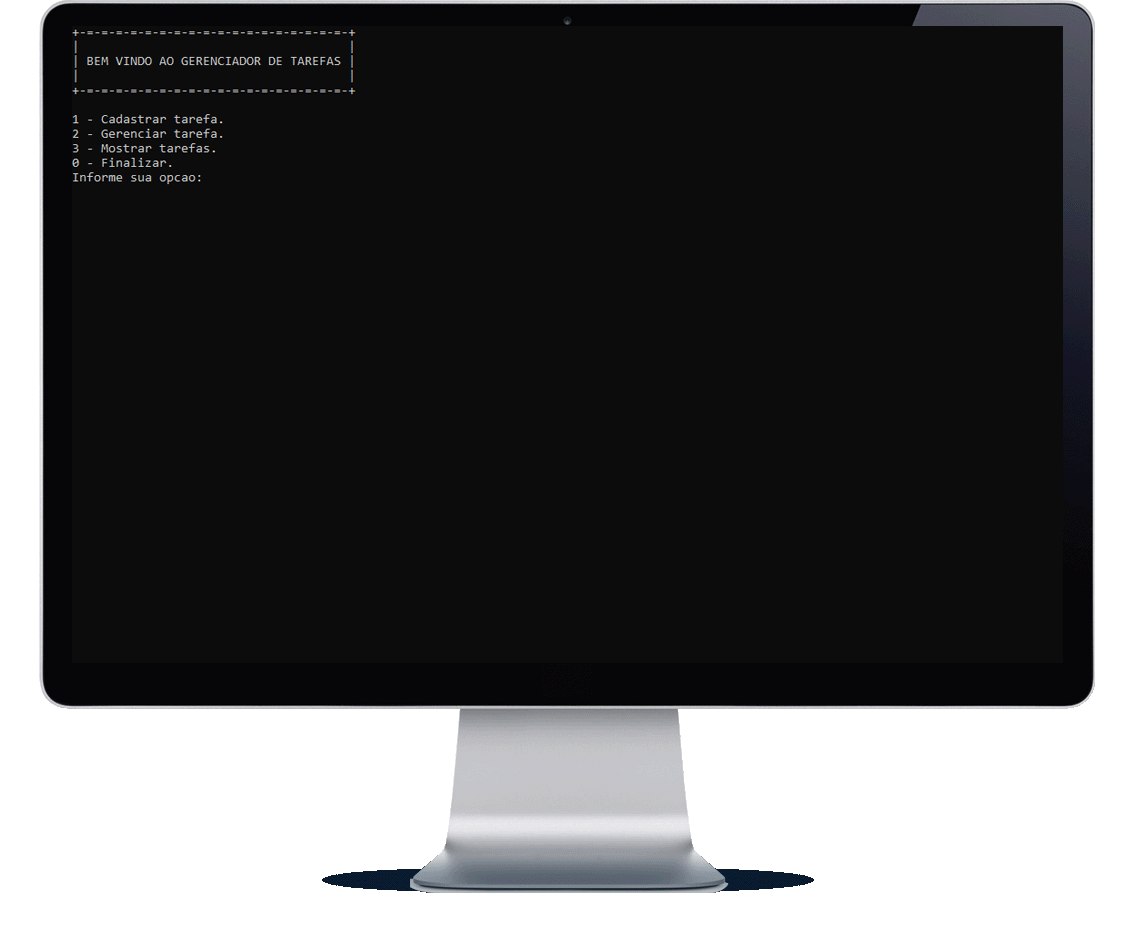 +-=-=-=-=-=-=-=-=-=-=-=-=-=-=-=-=-=-=-+
|                                     |
| BEM VINDO AO GERENCIADOR DE TAREFAS |
|                                     |
+-=-=-=-=-=-=-=-=-=-=-=-=-=-=-=-=-=-=-+
1 - Cadastrar tarefa.
2 - Gerenciar tarefa.
3 - Mostrar tarefas.
0 - Finalizar.
Informe sua opcao: